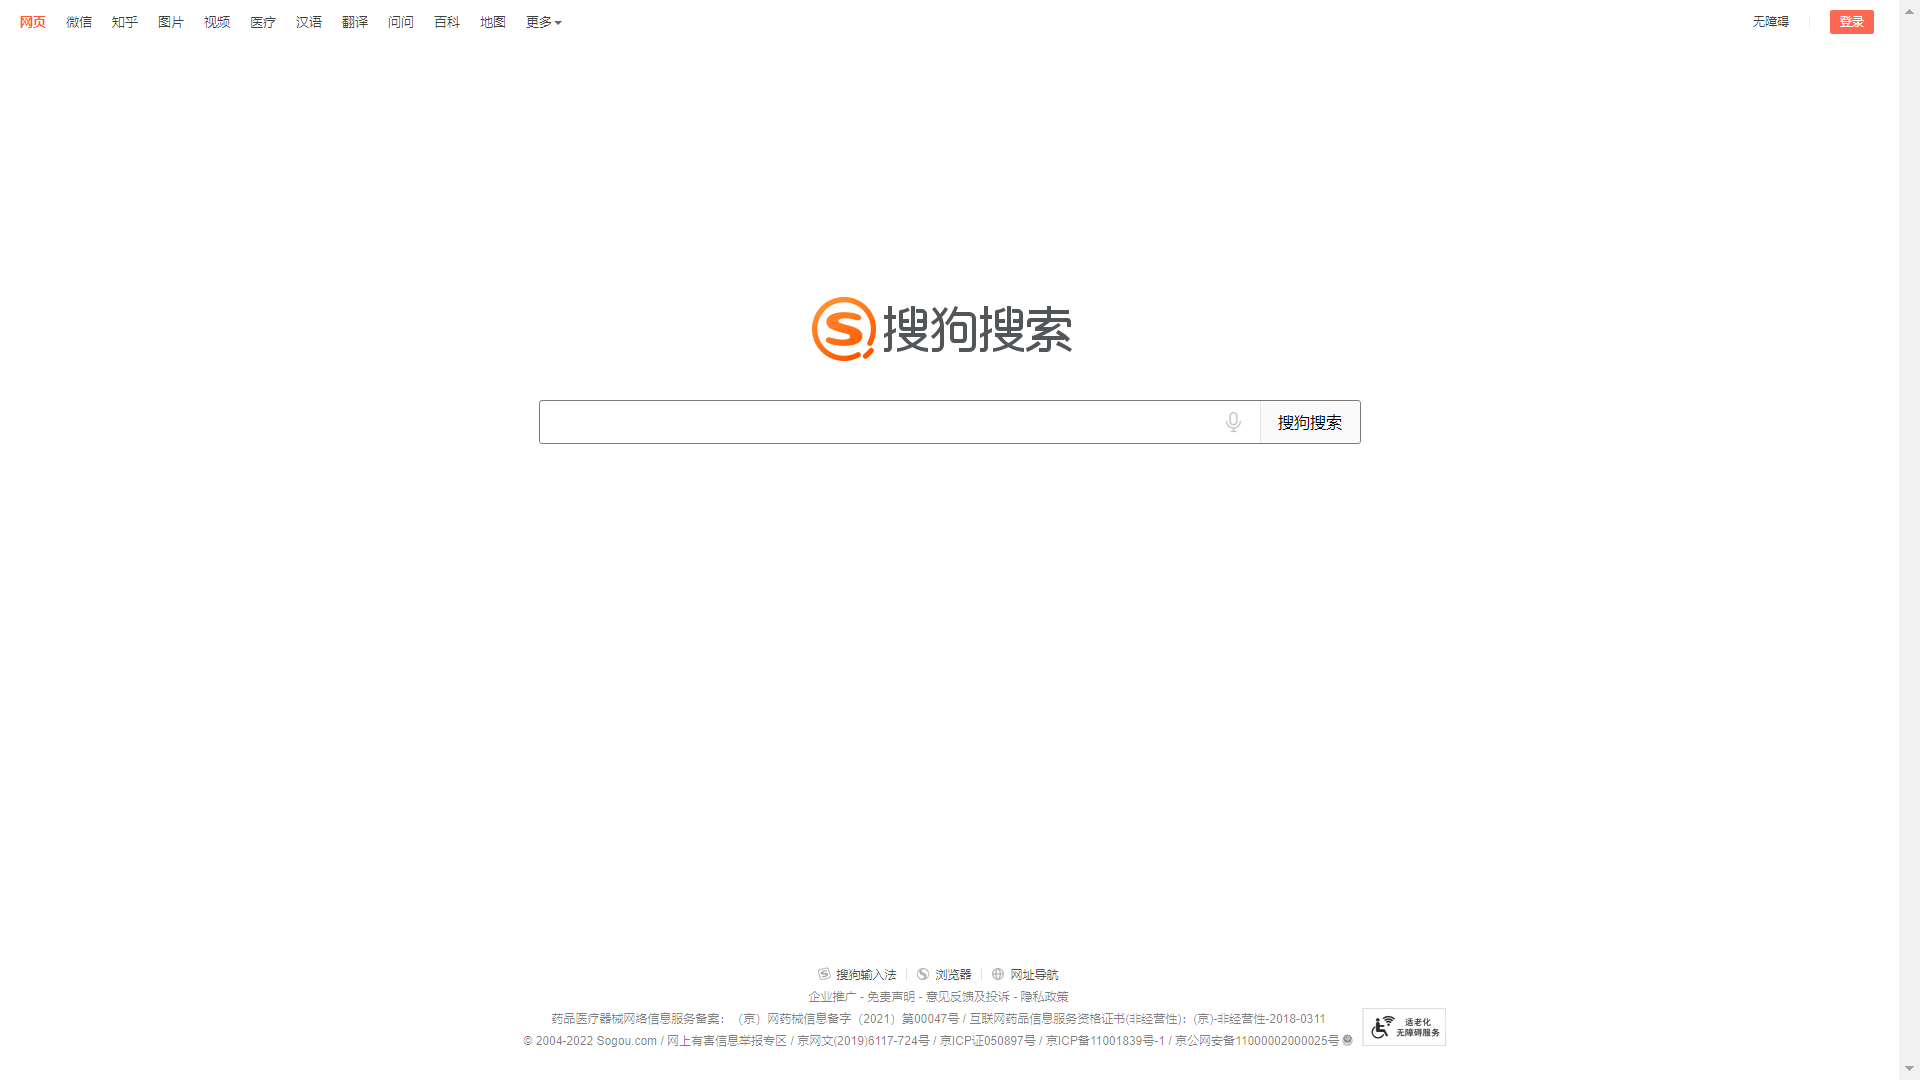 网页 微信 知乎 图片 视频 医疗 汉语 翻译 问问 百科 地图 更多 无障碍 登录
搜狗搜索
搜狗搜索
搜狗输入法 浏览器 网址导航
企业推广 - 免责声明 - 意见反馈及投诉 - 隐私政策
药品医疗器械网络信息服务备案：（京）网药械信息备字（2021）第00047号 / 互联网药品信息服务资格证书(非经营性)：(京)-非经营性-2018-0311
© 2004-2022 Sogou.com / 网上有害信息举报专区 / 京网文(2019)6117-724号 / 京ICP证050897号 / 京ICP备11001839号-1 / 京公网安备11000002000025号
适老化
无障碍服务